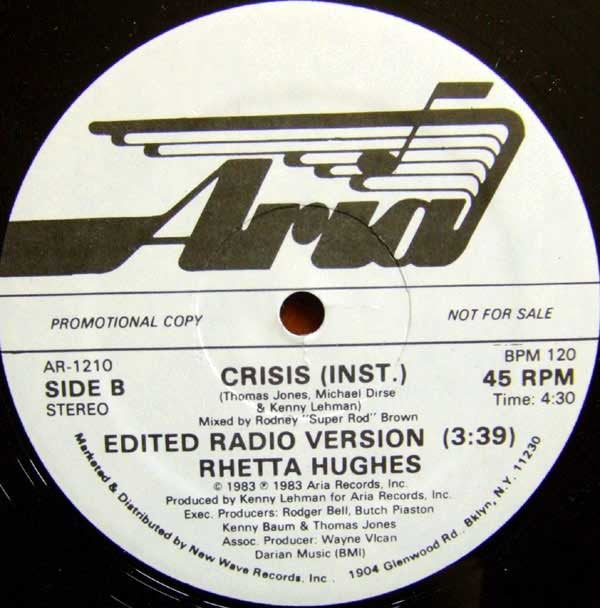 Aria
PROMOTIONAL COPY
NOT FOR SALE
AR-1210
SIDE B
STEREO
CRISIS (INST.)
(Thomas Jones, Michael Dirse
& Kenny Lehman)
Mixed by Rodney "Super Rod" Brown
BPM 120
45 RPM
Time: 4:30
EDITED RADIO VERSION (3:39)
RHETTA HUGHES
© 1983 ℗ 1983 Aria Records, Inc.
Produced by Kenny Lehman for Aria Records, Inc.
Exec. Producers: Rodger Bell, Butch Piaston
Kenny Baum & Thomas Jones
Assoc. Producer: Wayne Vlcan
Darian Music (BMI)
Marketed & Distributed by New Wave Records, Inc. 1904 Glenwood Rd., Bklyn, N.Y. 11230